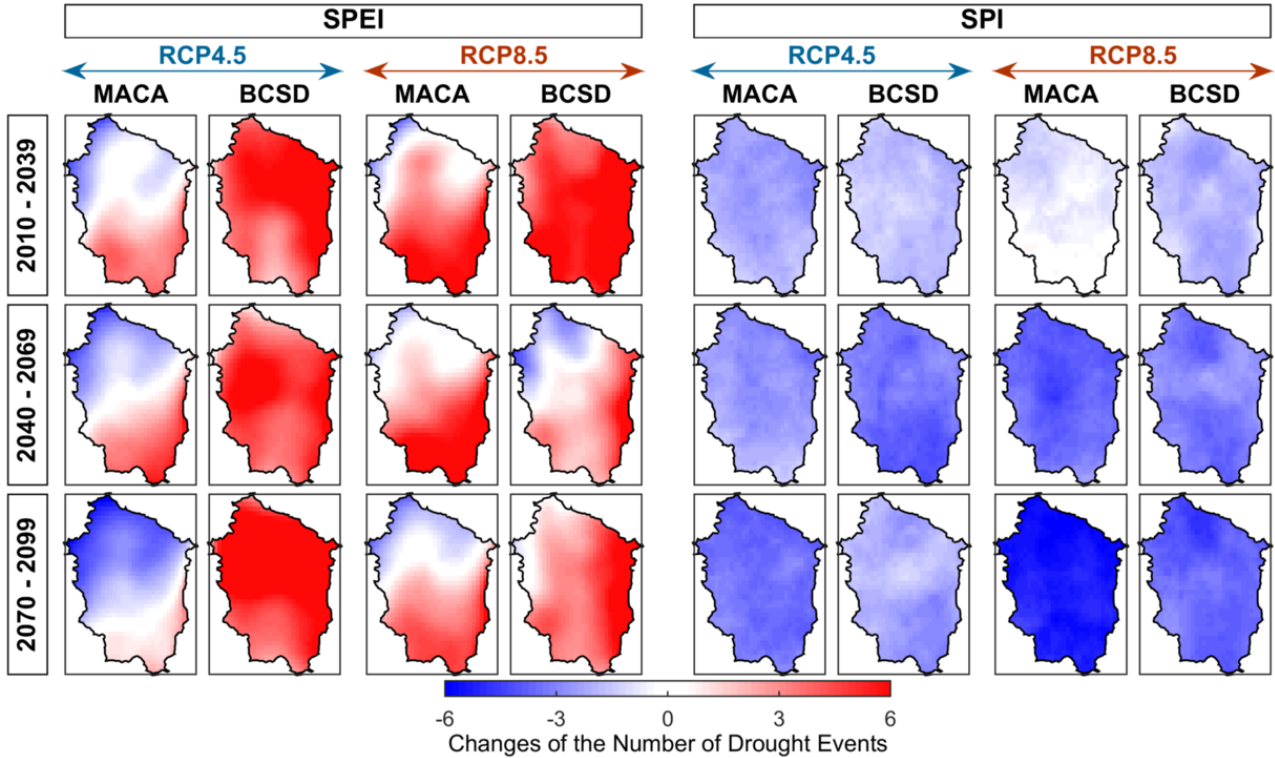 SPEI SPI
RCP4.5 RCP8.5 RCP4.5 RCP8.5
MACA BCSD MACA BCSD MACA BCSD MACA BCSD
2010 - 2039
2040 - 2069
2070 - 2099
-6 -3 0 3 6
Changes of the Number of Drought Events